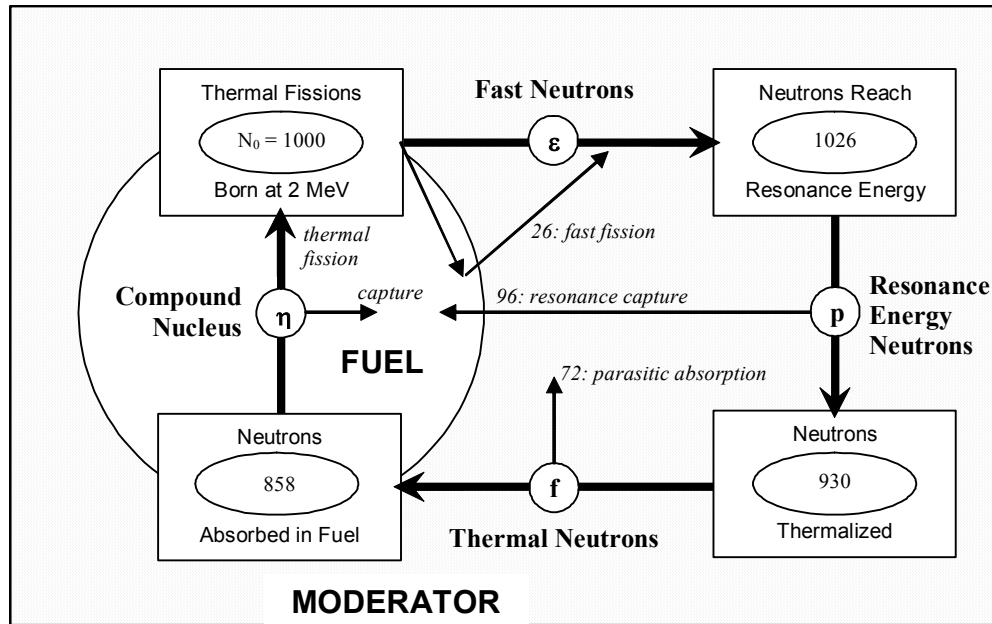 Thermal Fissions
N₀ = 1000
Born at 2 MeV
Fast Neutrons
ε
Neutrons Reach
1026
Resonance Energy
thermal
fission
26: fast fission
Compound
Nucleus
η
capture
96: resonance capture
p
Resonance
Energy
Neutrons
FUEL
72: parasitic absorption
Neutrons
858
Absorbed in Fuel
f
Thermal Neutrons
Neutrons
930
Thermalized
MODERATOR